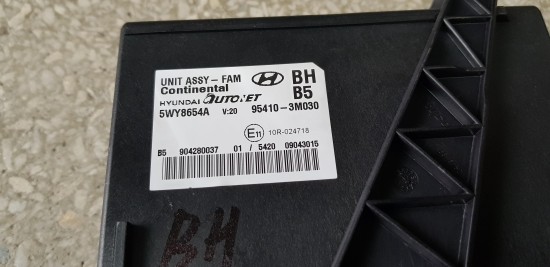 UNIT ASSY - FAM
Continental
HYUNDAI AUTONET
5WY8654A V:20 95410-3M030
BH
B5
E11 10R-024718
B5 904280037 01 / 5420 09043015
BH